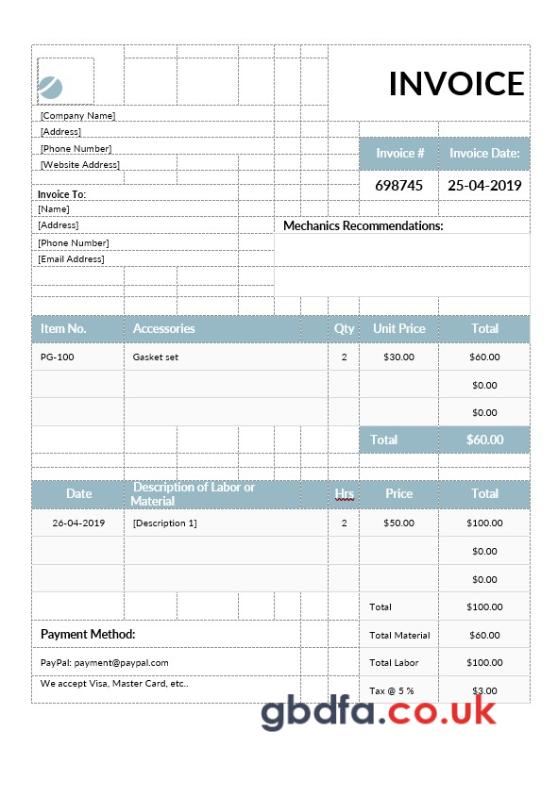 INVOICE
[Company Name]
[Address]
[Phone Number]
[Website Address]
Invoice # Invoice Date:
698745 25-04-2019
Invoice To:
[Name]
[Address]
[Phone Number]
[Email Address]
Mechanics Recommendations:
Item No. Accessories Qty Unit Price Total
PG-100 Gasket set 2 $30.00 $60.00
$0.00
$0.00
Total $60.00
Date Description of Labor or
Material Hrs Price Total
26-04-2019 [Description 1] 2 $50.00 $100.00
$0.00
$0.00
Total $100.00
Payment Method: Total Material $60.00
PayPal: payment@paypal.com Total Labor $100.00
We accept Visa, Master Card, etc.. Tax @ 5 % $3.00
gbdfa.co.uk